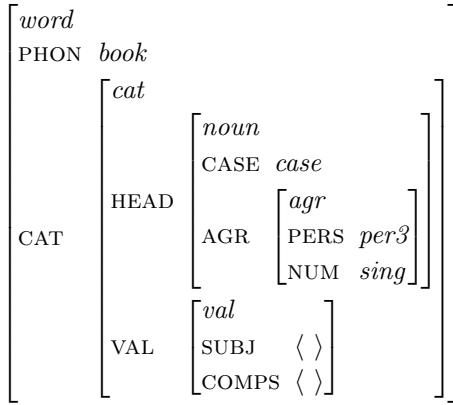 word
PHON book
cat
noun
CASE case
HEAD
agr
CAT
AGR PERS per3
NUM sing
val
VAL SUBJ ⟨ ⟩
COMPS ⟨ ⟩